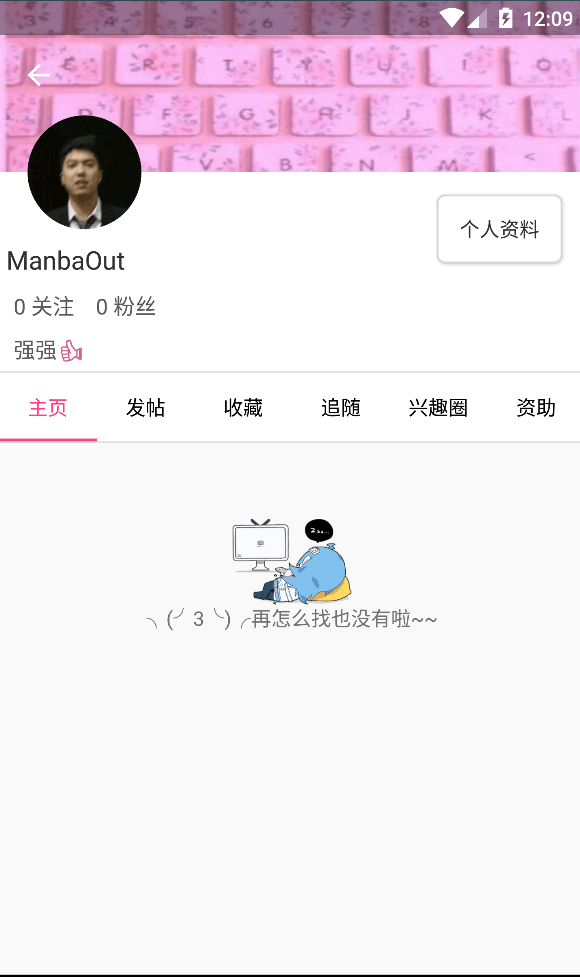 12:09
E R T Y U I O
D F G H J K L
V B N M
个人资料
ManbaOut
0 关注 0 粉丝
强强👍
主页 发帖 收藏 追随 兴趣圈 资助
╮(╯3╰)╭再怎么找也没有啦~~